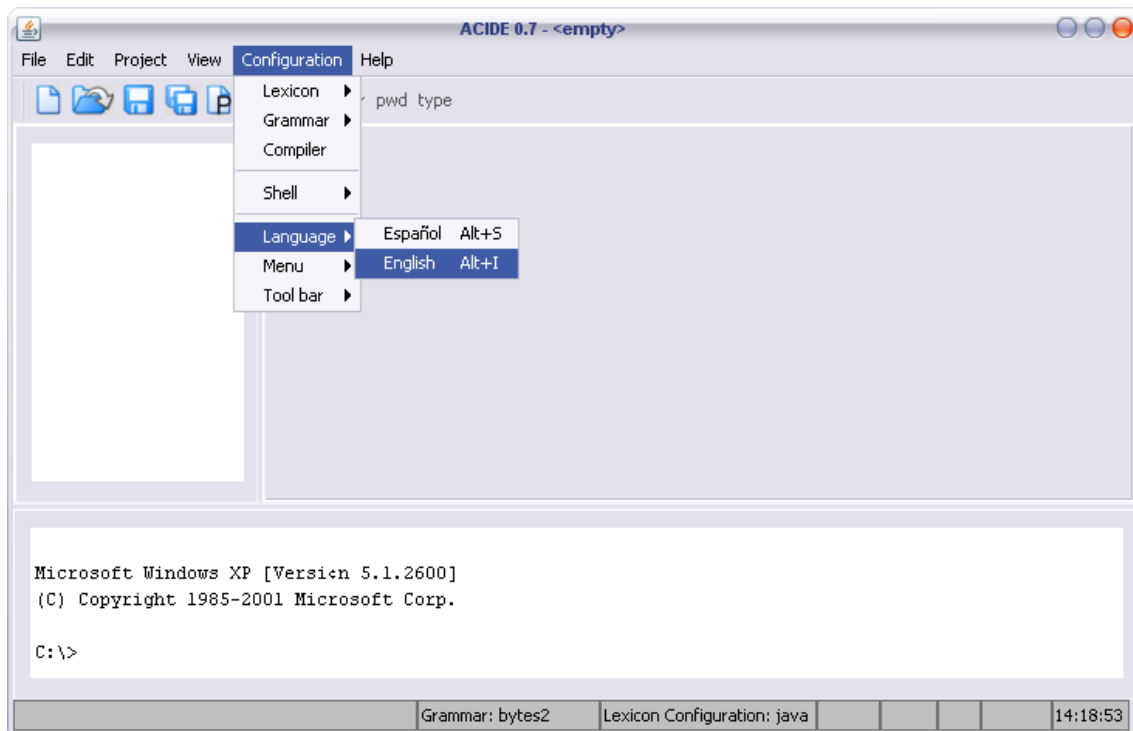 ACIDE 0.7 - <empty>
File Edit Project View Configuration Help
pwd type
Lexicon
Grammar
Compiler
Shell
Language
Español Alt+S
English Alt+I
Menu
Tool bar
Microsoft Windows XP [Versi¢n 5.1.2600]
(C) Copyright 1985-2001 Microsoft Corp.
C:\>
Grammar: bytes2 Lexicon Configuration: java 14:18:53